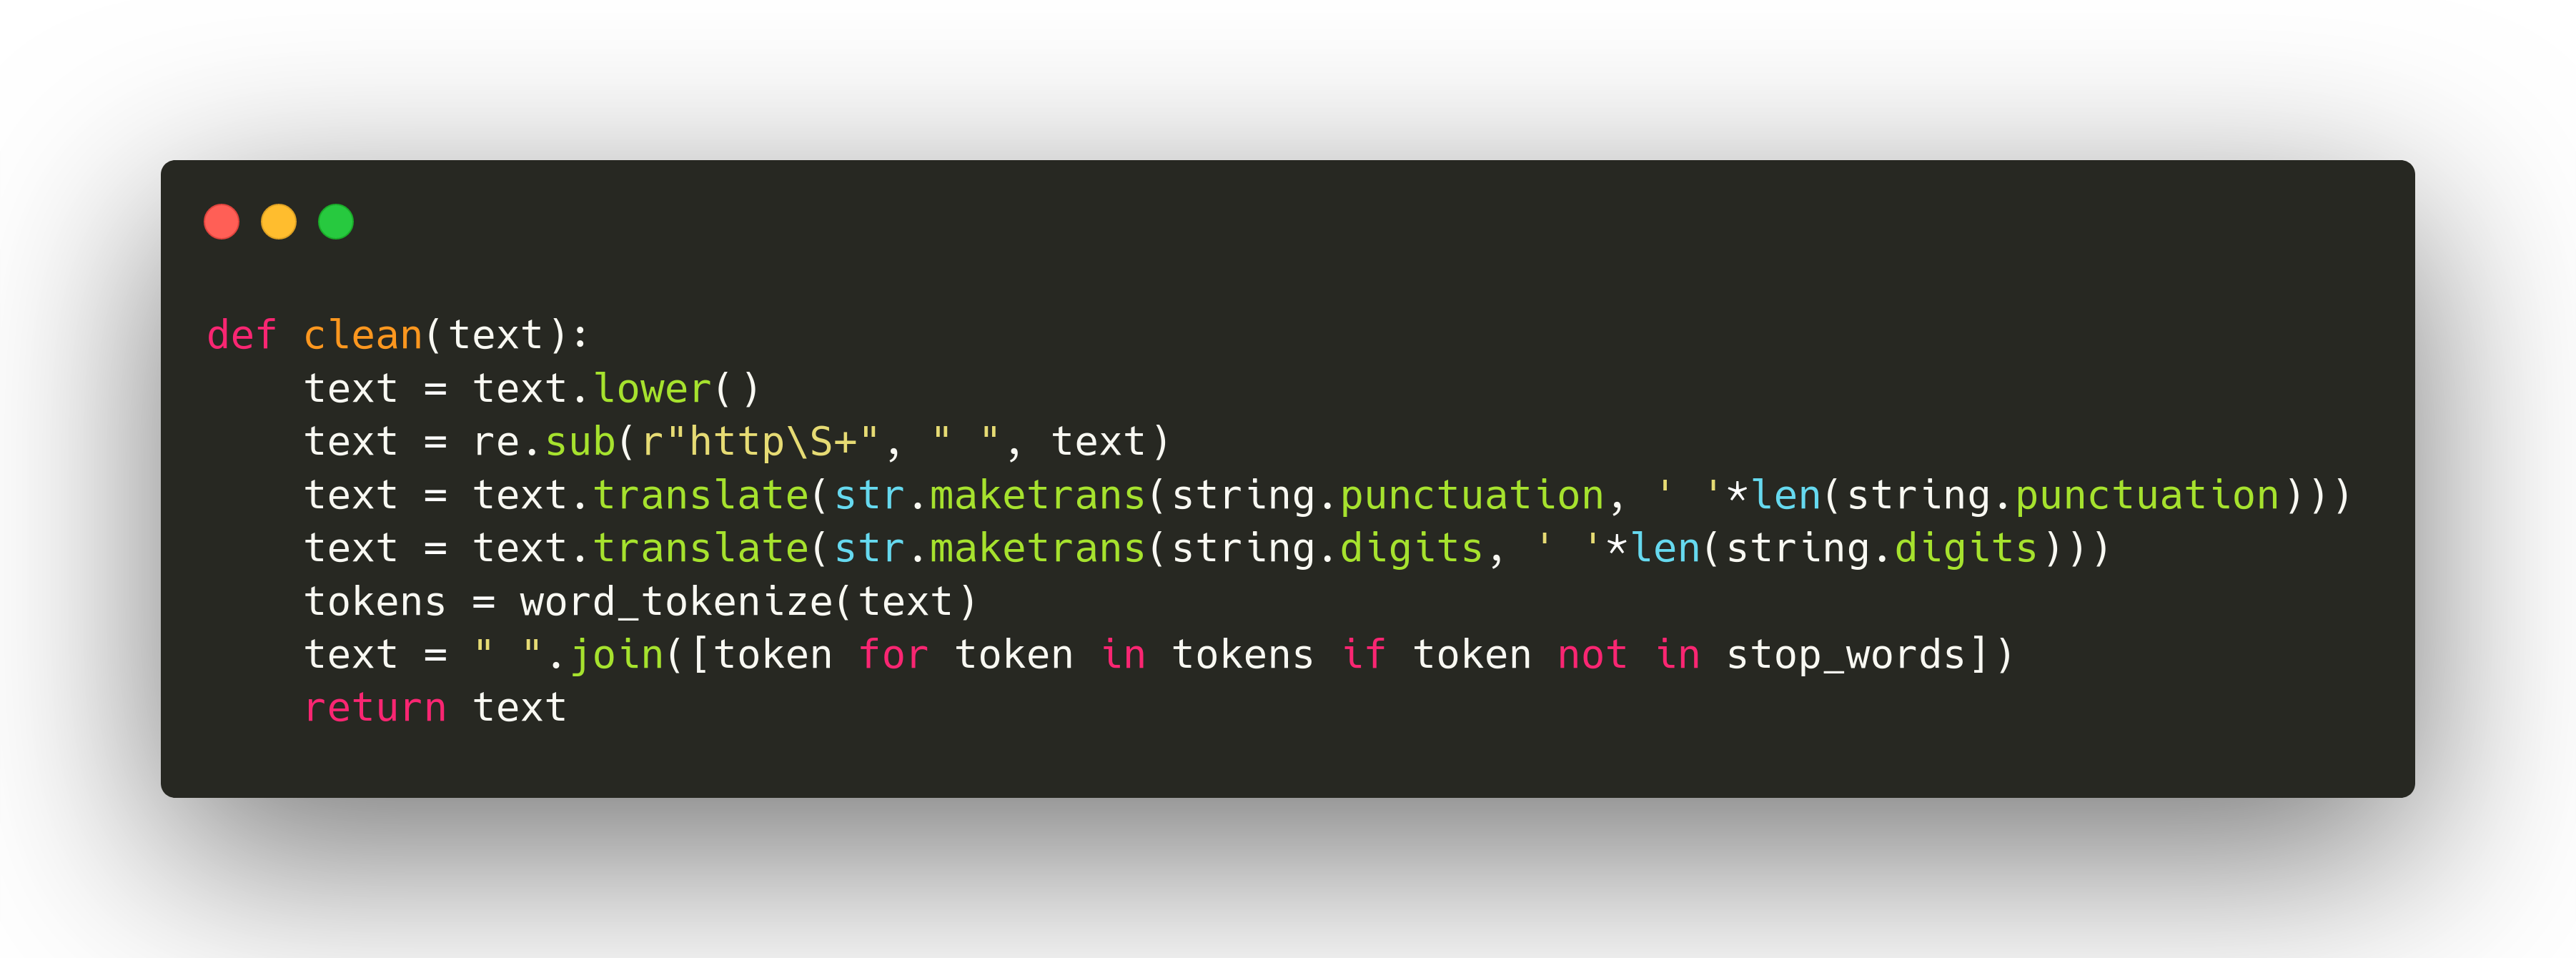 def clean(text):
    text = text.lower()
    text = re.sub(r"http\S+", " ", text)
    text = text.translate(str.maketrans(string.punctuation, ' '*len(string.punctuation)))
    text = text.translate(str.maketrans(string.digits, ' '*len(string.digits)))
    tokens = word_tokenize(text)
    text = " ".join([token for token in tokens if token not in stop_words])
    return text